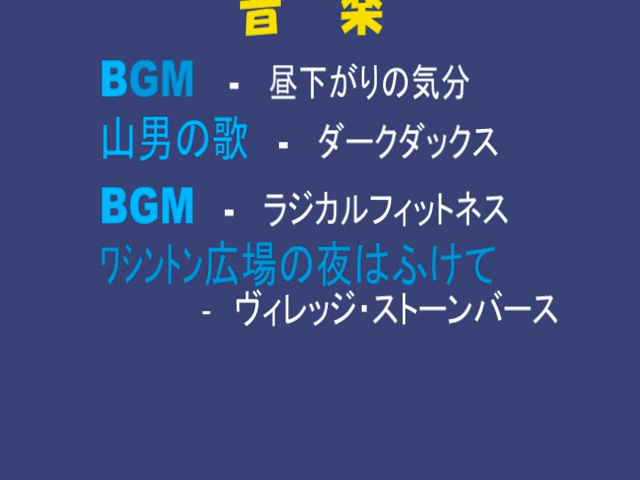 音 楽
BGM - 昼下がりの気分
山男の歌 - ダークダックス
BGM - ラジカルフィットネス
ワシントン広場の夜はふけて
- ヴィレッジ・ストーンバース